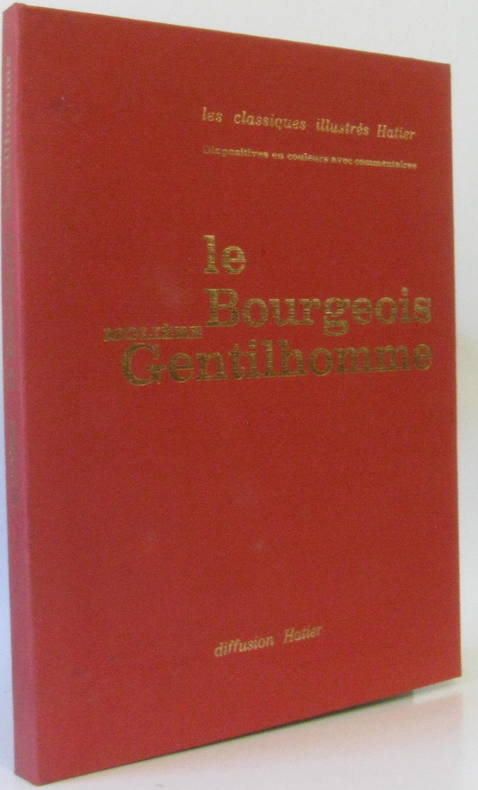 les classiques illustrés Hatier
Diapositives en couleurs avec commentaires
le
Bourgeois
MOLIÈRE
Gentilhomme
diffusion Hatier